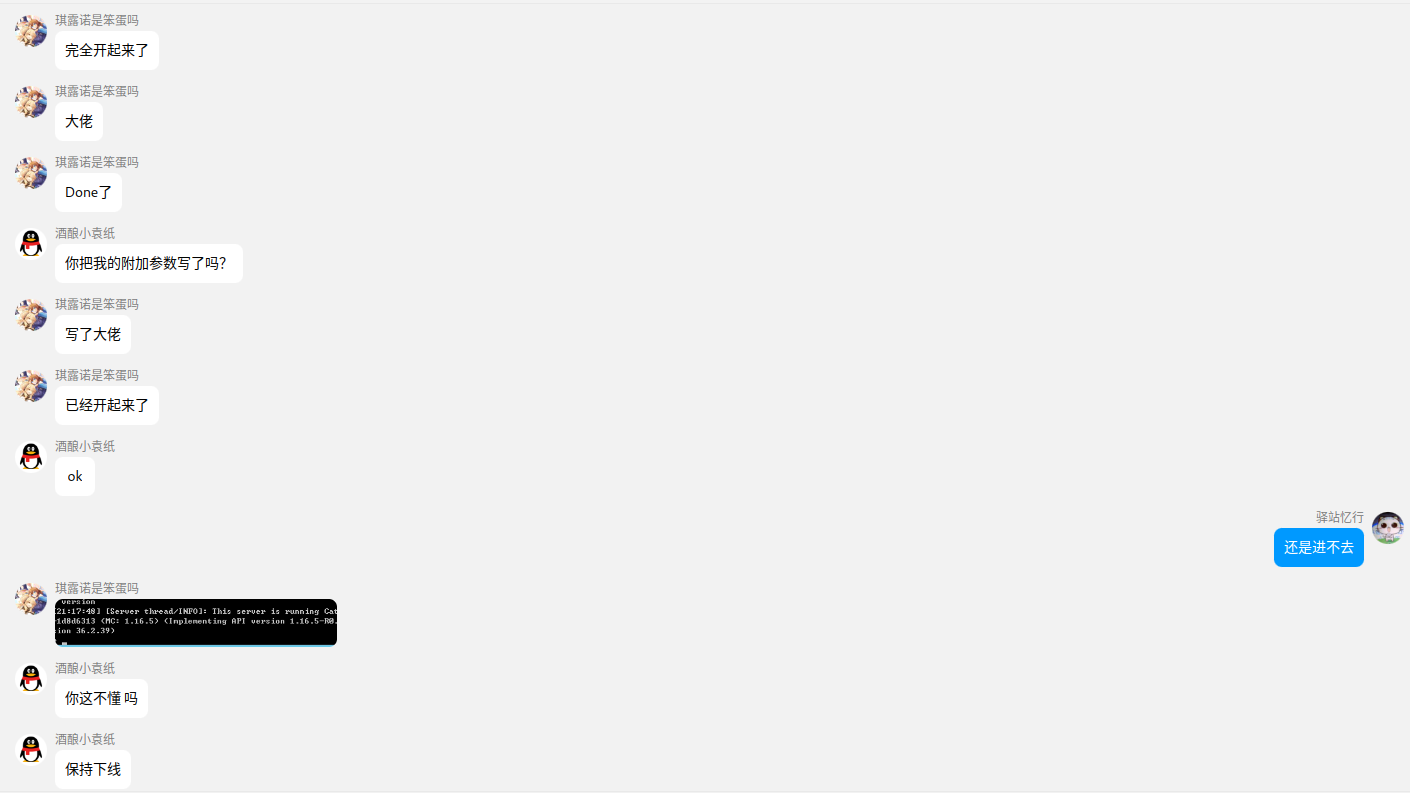 琪露诺是笨蛋吗
完全开起来了
琪露诺是笨蛋吗
大佬
琪露诺是笨蛋吗
Done了
酒酿小袁纸
你把我的附加参数写了吗?
琪露诺是笨蛋吗
写了大佬
琪露诺是笨蛋吗
已经开起来了
酒酿小袁纸
ok
驿站忆行
还是进不去
琪露诺是笨蛋吗
version
[21:17:40] [Server thread/INFO]: This server is running Cat
-1d8d6313 (MC: 1.16.5) (Implementing API version 1.16.5-R0.
ion 36.2.39)
酒酿小袁纸
你这不懂吗
酒酿小袁纸
保持下线